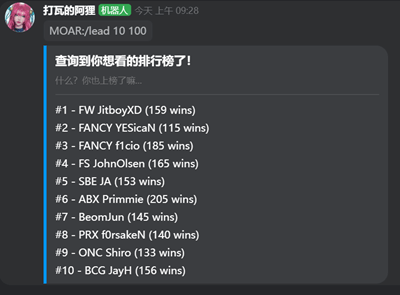 打瓦的阿狸 机器人 今天 上午 09:28
MOAR:/lead 10 100
查询到你想看的排行榜了!
什么？你也上榜了嘛...
#1 - FW JitboyXD (159 wins)
#2 - FANCY YESicaN (115 wins)
#3 - FANCY f1cio (185 wins)
#4 - FS JohnOlsen (165 wins)
#5 - SBE JA (153 wins)
#6 - ABX Primmie (205 wins)
#7 - BeomJun (145 wins)
#8 - PRX f0rsakeN (140 wins)
#9 - ONC Shiro (133 wins)
#10 - BCG JayH (156 wins)